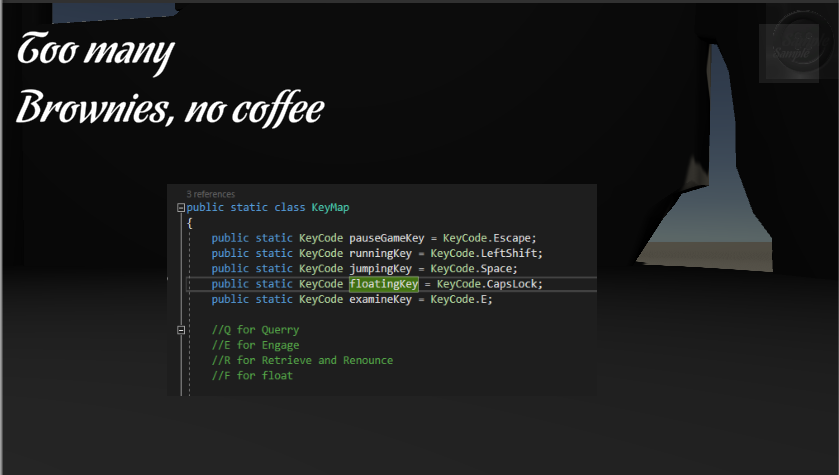 Too many
Brownies, no coffee
Sample
3 references
public static class KeyMap
{
public static KeyCode pauseGameKey = KeyCode.Escape;
public static KeyCode runningKey = KeyCode.LeftShift;
public static KeyCode jumpingKey = KeyCode.Space;
public static KeyCode floatingKey = KeyCode.CapsLock;
public static KeyCode examineKey = KeyCode.E;
//Q for Querry
//E for Engage
//R for Retrieve and Renounce
//F for float